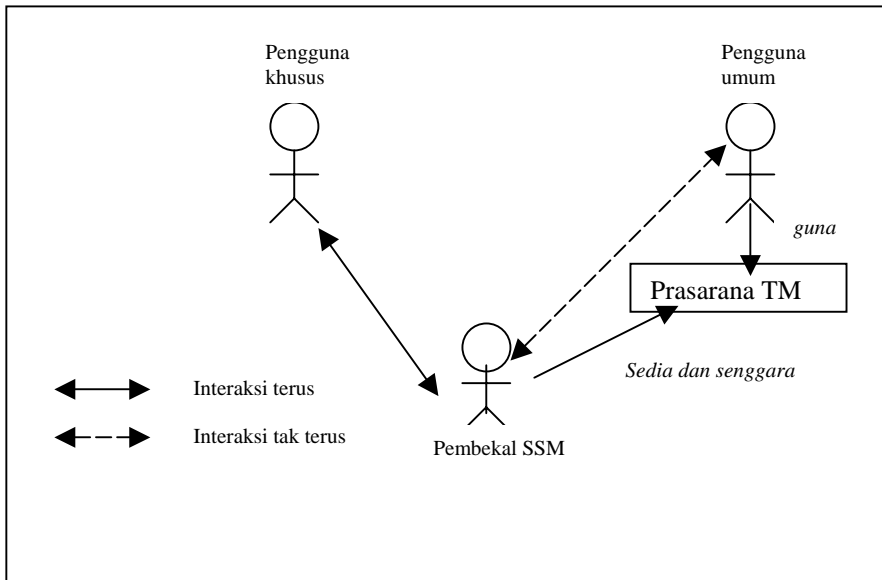 Pengguna
khusus
Pengguna
umum
guna
Prasarana TM
Sedia dan senggara
Interaksi terus
Interaksi tak terus
Pembekal SSM